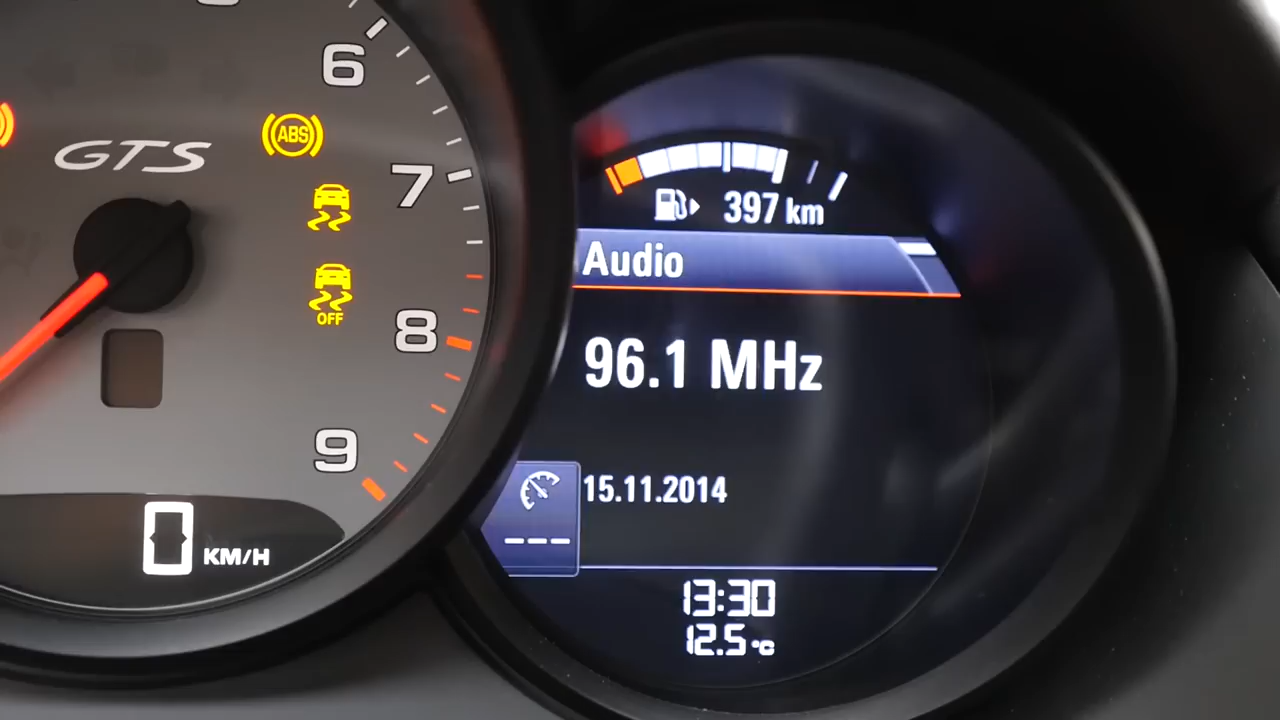 6
7
8
9
GTS
ABS
OFF
0 KM/H
397 km
Audio
96.1 MHz
15.11.2014
---
13:30
12.5°C